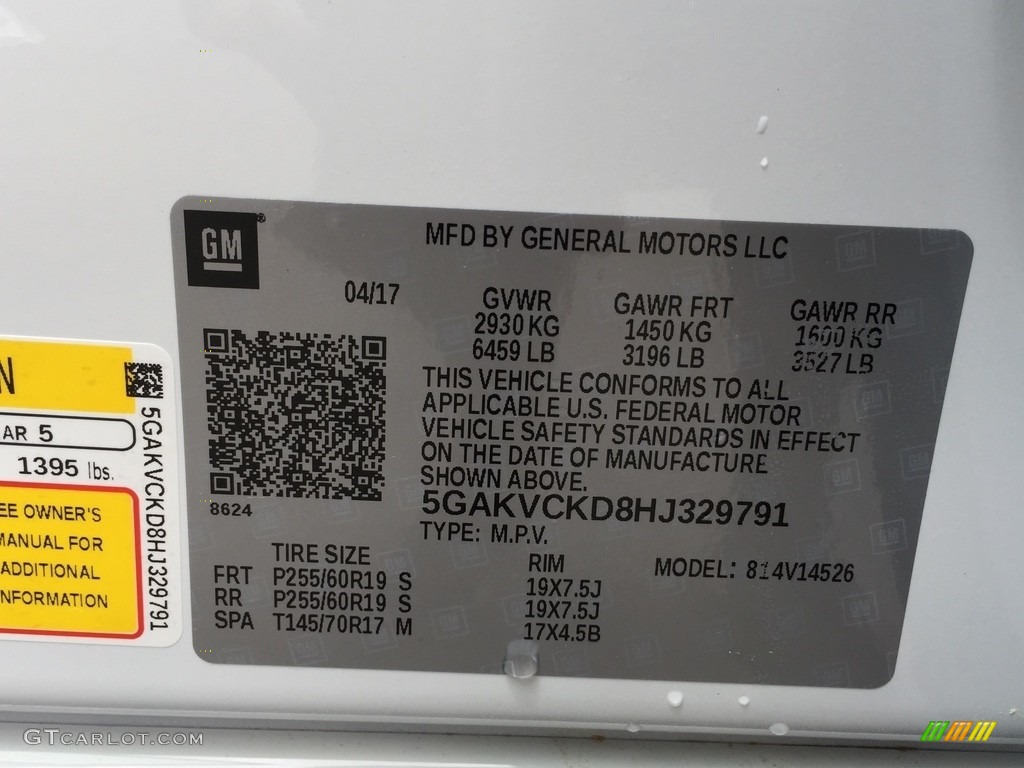 GM®
MFD BY GENERAL MOTORS LLC
04/17
GVWR GAWR FRT GAWR RR
2930 KG 1450 KG 1600 KG
6459 LB 3196 LB 3527 LB
THIS VEHICLE CONFORMS TO ALL
APPLICABLE U.S. FEDERAL MOTOR
VEHICLE SAFETY STANDARDS IN EFFECT
ON THE DATE OF MANUFACTURE
SHOWN ABOVE.
8624
5GAKVCKD8HJ329791
TYPE: M.P.V.
TIRE SIZE RIM MODEL: 814V14526
FRT P255/60R19 S 19X7.5J
RR P255/60R19 S 19X7.5J
SPA T145/70R17 M 17X4.5B
N
AR 5
1395 lbs.
EE OWNER'S
MANUAL FOR
ADDITIONAL
INFORMATION
5GAKVCKD8HJ329791
GTCARLOT.COM